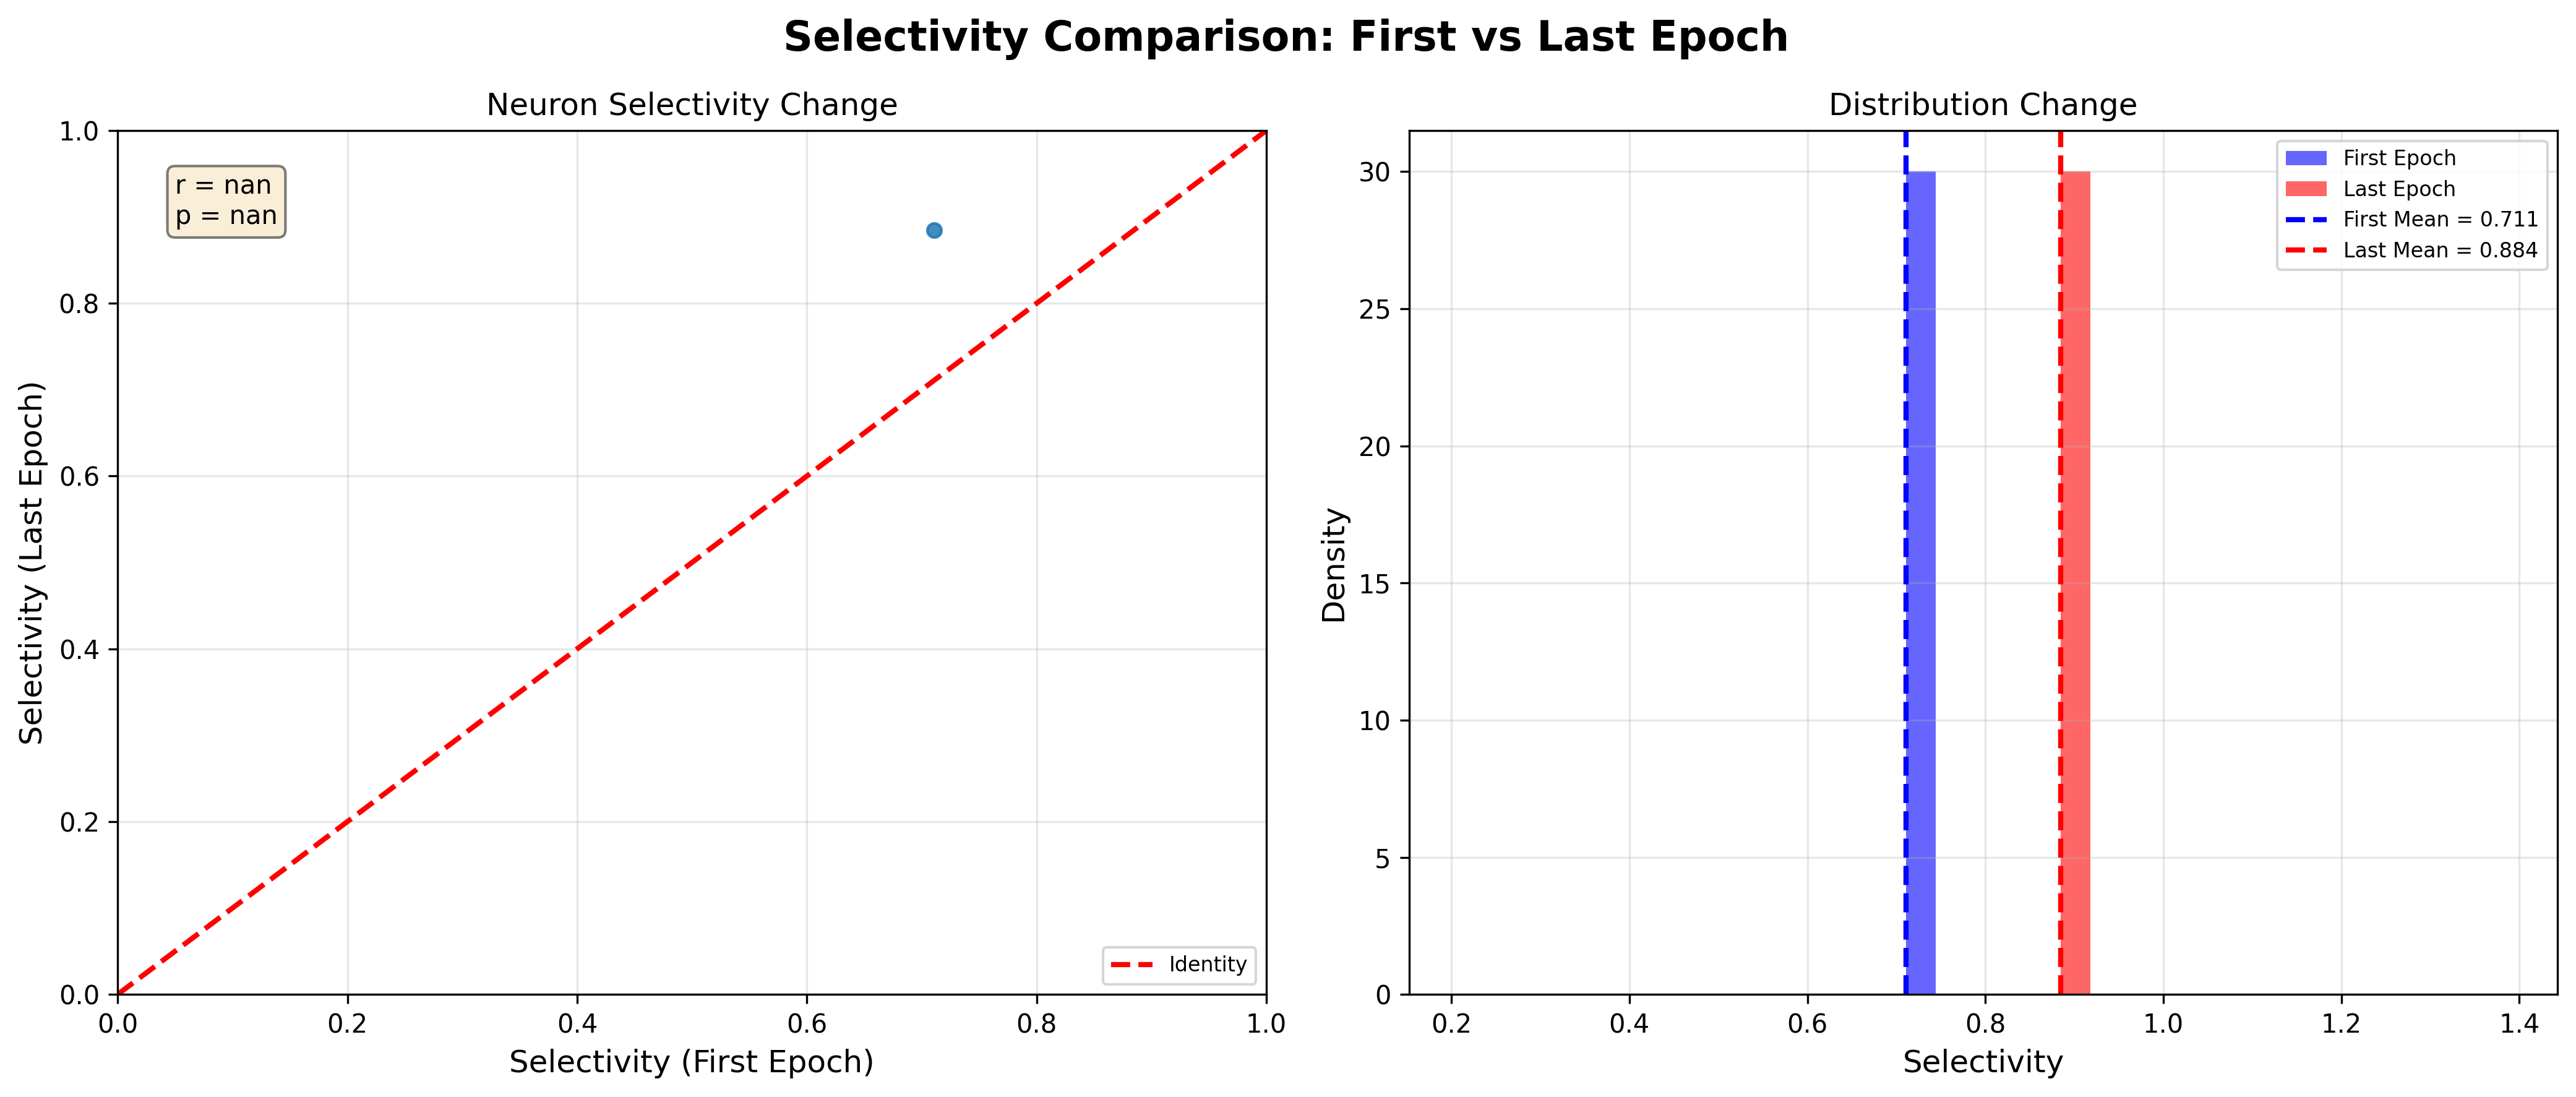 Selectivity Comparison: First vs Last Epoch
Neuron Selectivity Change
r = nan
p = nan
1.0
0.8
0.6
0.4
0.2
0.0
Selectivity (Last Epoch)
Identity
0.0 0.2 0.4 0.6 0.8 1.0
Selectivity (First Epoch)
Distribution Change
First Epoch
Last Epoch
First Mean = 0.711
Last Mean = 0.884
30
25
20
15
10
5
0
Density
0.2 0.4 0.6 0.8 1.0 1.2 1.4
Selectivity